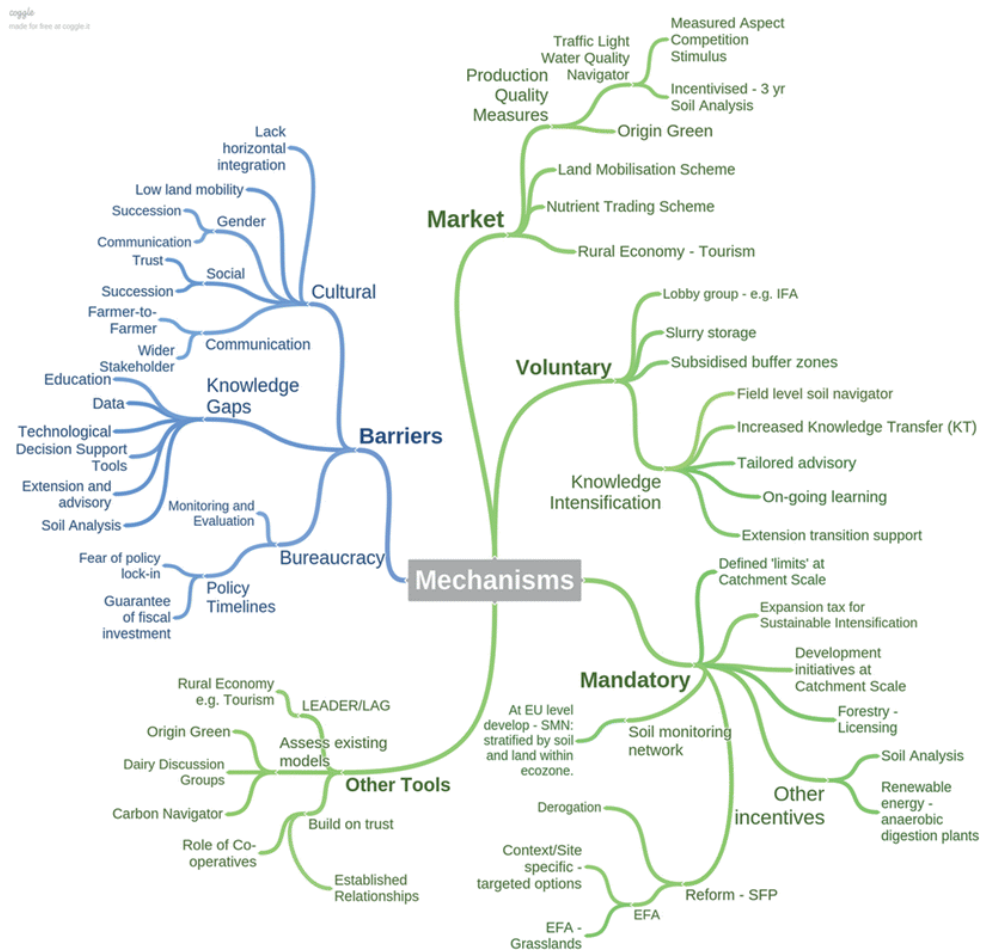 coggle
made for free at coggle.it
Mechanisms
Market
Production
Quality
Measures
Traffic Light
Water Quality
Navigator
Measured Aspect
Competition
Stimulus
Incentivised - 3 yr
Soil Analysis
Origin Green
Land Mobilisation Scheme
Nutrient Trading Scheme
Rural Economy - Tourism
Voluntary
Lobby group - e.g. IFA
Slurry storage
Subsidised buffer zones
Knowledge
Intensification
Field level soil navigator
Increased Knowledge Transfer (KT)
Tailored advisory
On-going learning
Extension transition support
Mandatory
Defined 'limits' at
Catchment Scale
Expansion tax for
Sustainable Intensification
Development
initiatives at
Catchment Scale
Forestry -
Licensing
Other
incentives
Soil Analysis
Renewable
energy -
anaerobic
digestion plants
Soil monitoring
network
At EU level
develop - SMN:
stratified by soil
and land within
ecozone.
Reform - SFP
Derogation
EFA
Context/Site
specific -
targeted options
EFA -
Grasslands
Barriers
Cultural
Lack
horizontal
integration
Low land mobility
Gender
Succession
Communication
Social
Trust
Succession
Communication
Farmer-to-
Farmer
Wider
Stakeholder
Knowledge
Gaps
Education
Data
Technological
Decision Support
Tools
Extension and
advisory
Soil Analysis
Bureaucracy
Monitoring and
Evaluation
Policy
Timelines
Fear of policy
lock-in
Guarantee
of fiscal
investment
Other Tools
LEADER/LAG
Rural Economy
e.g. Tourism
Assess existing
models
Origin Green
Dairy Discussion
Groups
Carbon Navigator
Build on trust
Role of Co-
operatives
Established
Relationships